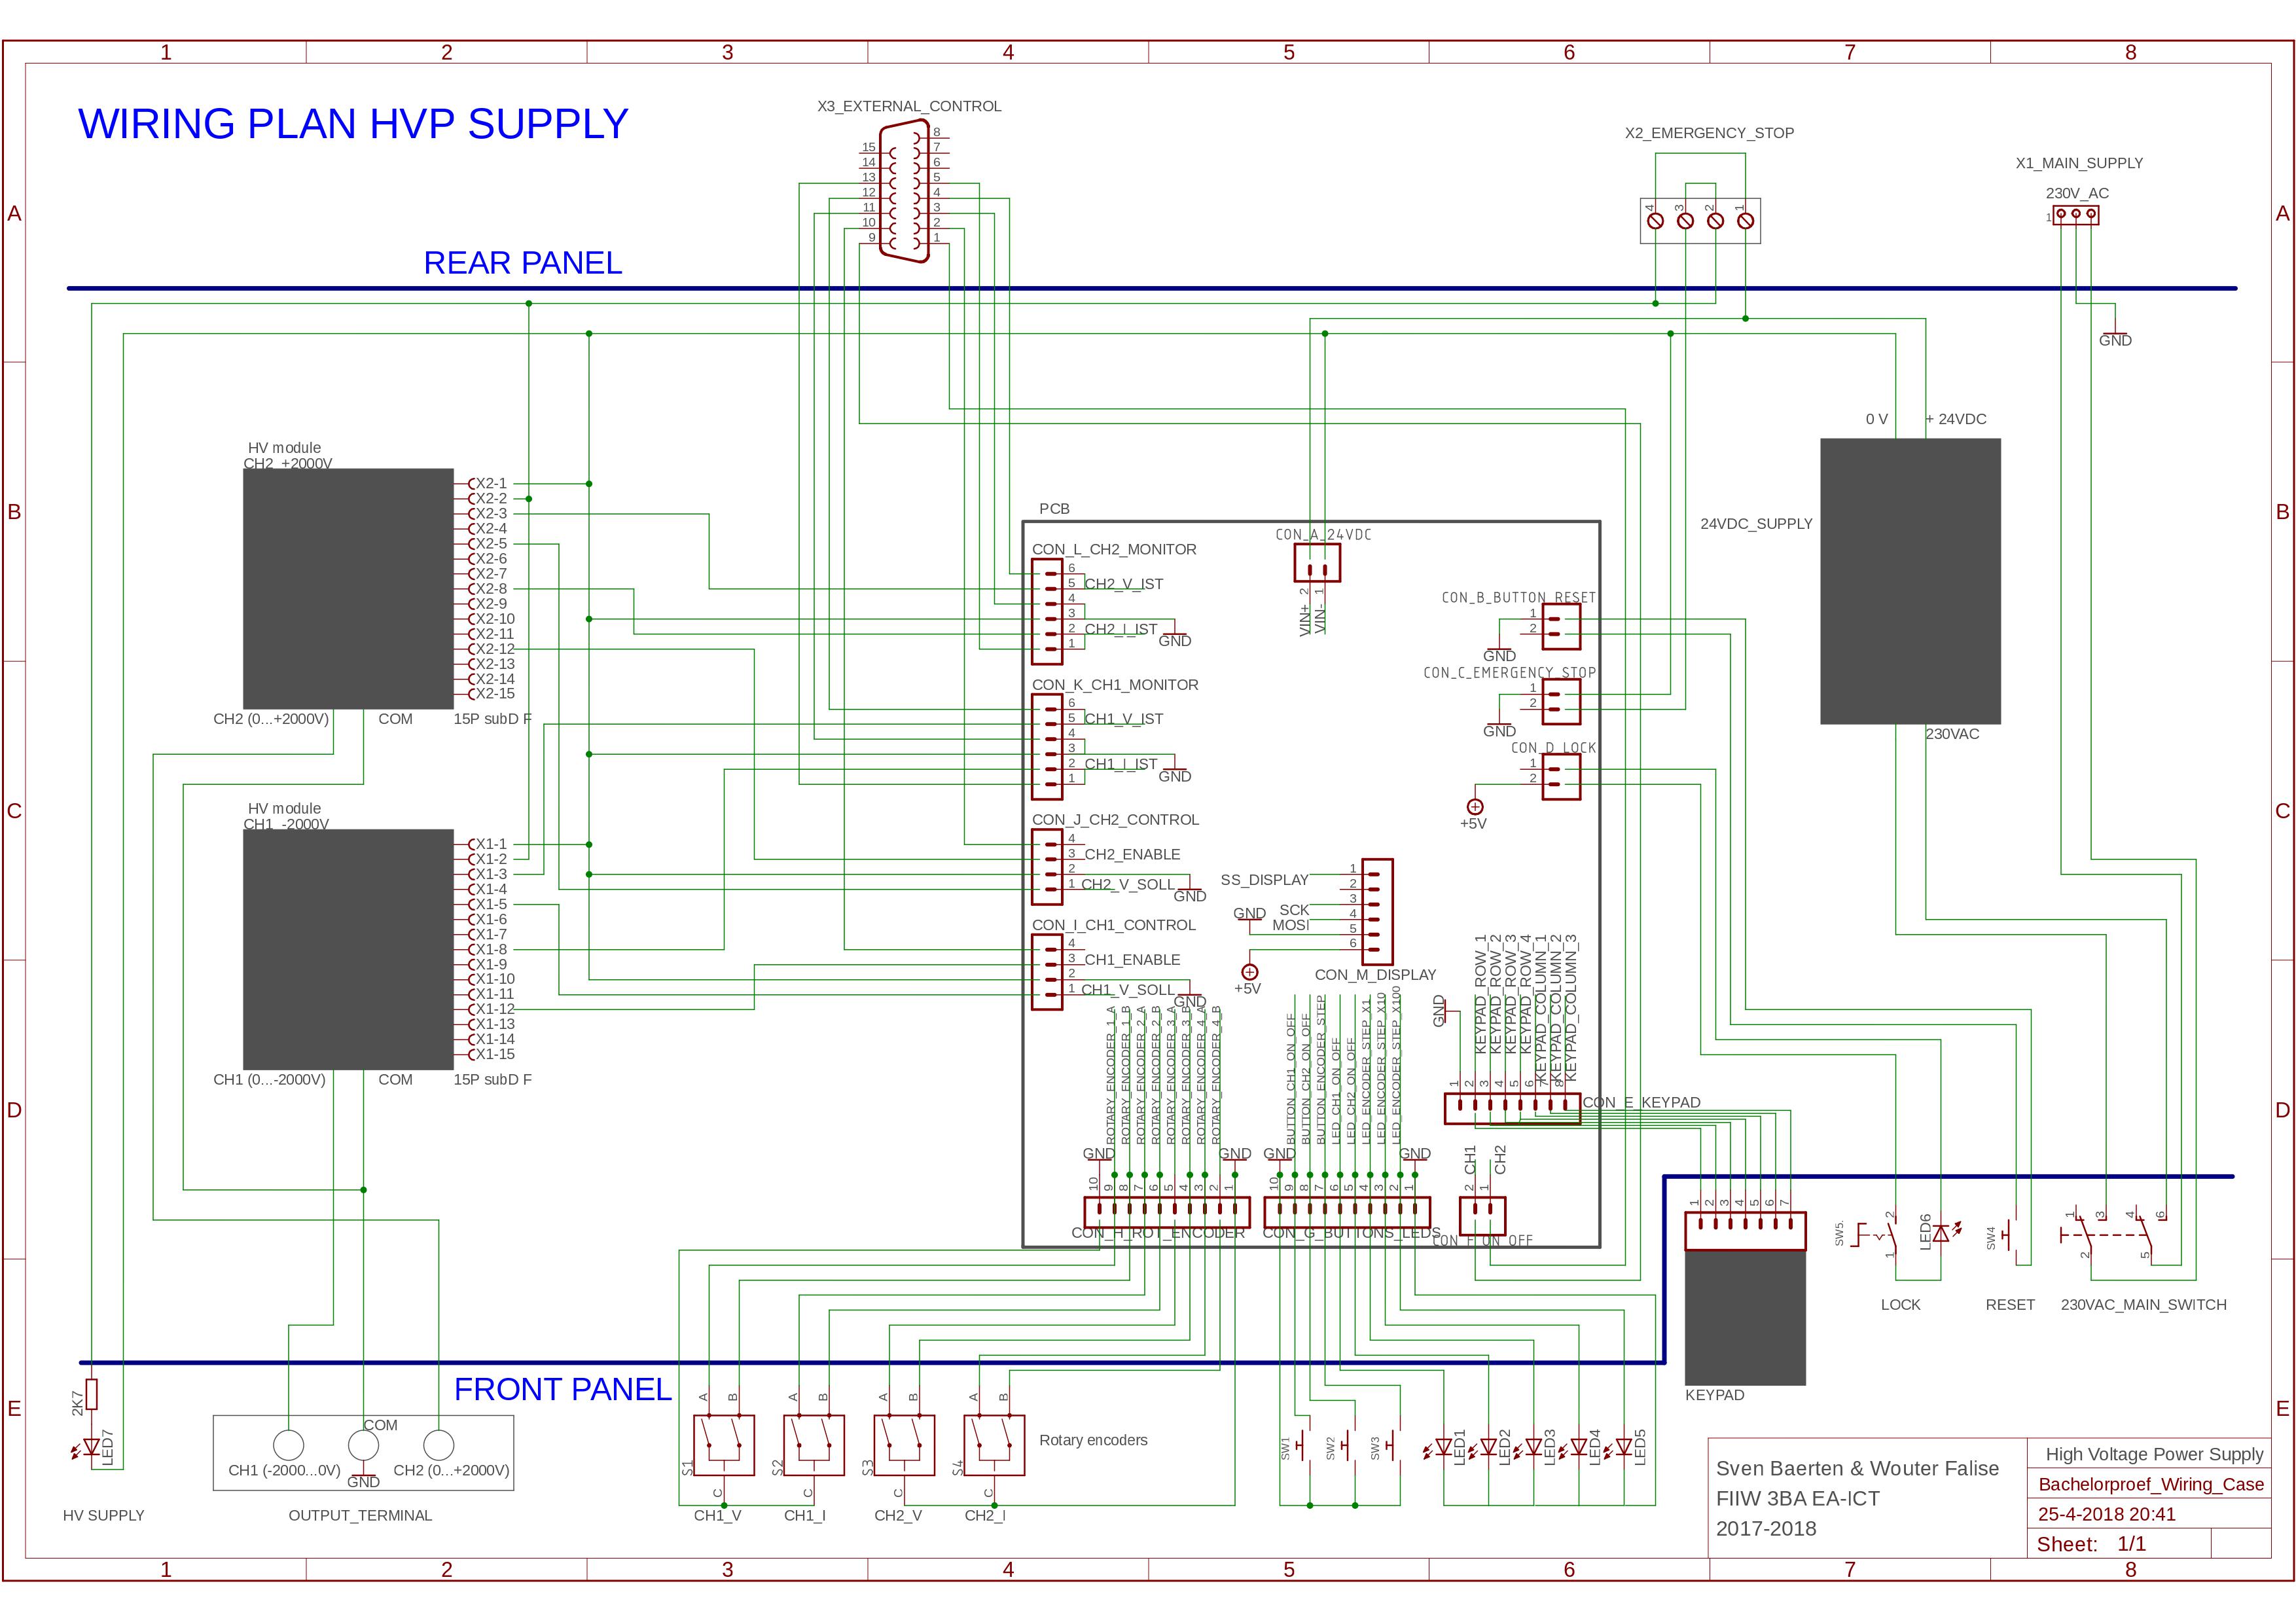 1 2 3 4 5 6 7 8
A
B
C
D
E
WIRING PLAN HVP SUPPLY
REAR PANEL
X3_EXTERNAL_CONTROL
8
15
7
14
6
13
5
12
4
11
3
10
2
9
1
X2_EMERGENCY_STOP
4 3 2 1
X1_MAIN_SUPPLY
230V_AC
1
GND
0 V
+ 24VDC
24VDC_SUPPLY
230VAC
HV module
CH2 +2000V
X2-1
X2-2
X2-3
X2-4
X2-5
X2-6
X2-7
X2-8
X2-9
X2-10
X2-11
X2-12
X2-13
X2-14
X2-15
CH2 (0...+2000V)
COM
15P subD F
HV module
CH1 -2000V
X1-1
X1-2
X1-3
X1-4
X1-5
X1-6
X1-7
X1-8
X1-9
X1-10
X1-11
X1-12
X1-13
X1-14
X1-15
CH1 (0...-2000V)
COM
15P subD F
PCB
CON_L_CH2_MONITOR
6
5
4
3
2
1
CH2_V_IST
CH2_I_IST
GND
CON_K_CH1_MONITOR
6
5
4
3
2
1
CH1_V_IST
CH1_I_IST
GND
CON_J_CH2_CONTROL
4
3
2
1
CH2_ENABLE
CH2_V_SOLL
GND
CON_I_CH1_CONTROL
4
3
2
1
CH1_ENABLE
CH1_V_SOLL
GND
CON_A_24VDC
2 1
VIN+
VIN-
CON_B_BUTTON_RESET
1
2
GND
CON_C_EMERGENCY_STOP
1
2
GND
CON_D_LOCK
1
2
+5V
SS_DISPLAY
SCK
MOSI
GND
+5V
1
2
3
4
5
6
CON_M_DISPLAY
GND
KEYPAD_ROW_1
KEYPAD_ROW_2
KEYPAD_ROW_3
KEYPAD_ROW_4
KEYPAD_COLUMN_1
KEYPAD_COLUMN_2
KEYPAD_COLUMN_3
1 2 3 4 5 6 7 8
CON_E_KEYPAD
ROTARY_ENCODER_1_A
ROTARY_ENCODER_1_B
ROTARY_ENCODER_2_A
ROTARY_ENCODER_2_B
ROTARY_ENCODER_3_A
ROTARY_ENCODER_3_B
ROTARY_ENCODER_4_A
ROTARY_ENCODER_4_B
GND
GND
10 9 8 7 6 5 4 3 2 1
CON_H_ROT_ENCODER
BUTTON_CH1_ON_OFF
BUTTON_CH2_ON_OFF
BUTTON_ENCODER_STEP
LED_CH1_ON_OFF
LED_CH2_ON_OFF
LED_ENCODER_STEP_X1
LED_ENCODER_STEP_X10
LED_ENCODER_STEP_X100
GND
GND
10 9 8 7 6 5 4 3 2 1
CON_G_BUTTONS_LEDS
CH1
CH2
2 1
CON_F_ON_OFF
1 2 3 4 5 6 7
KEYPAD
SW5.
2
1
LED6
LOCK
SW4
RESET
1 3 4 6
2 5
230VAC_MAIN_SWITCH
FRONT PANEL
2K7
LED7
HV SUPPLY
COM
CH1 (-2000...0V)
GND
CH2 (0...+2000V)
OUTPUT_TERMINAL
A B
S1
C
CH1_V
A B
S2
C
CH1_I
A B
S3
C
CH2_V
A B
S4
C
CH2_I
Rotary encoders
SW1
SW2
SW3
LED1
LED2
LED3
LED4
LED5
Sven Baerten & Wouter Falise
FIIW 3BA EA-ICT
2017-2018
High Voltage Power Supply
Bachelorproef_Wiring_Case
25-4-2018 20:41
Sheet: 1/1
A
B
C
D
E
1 2 3 4 5 6 7 8